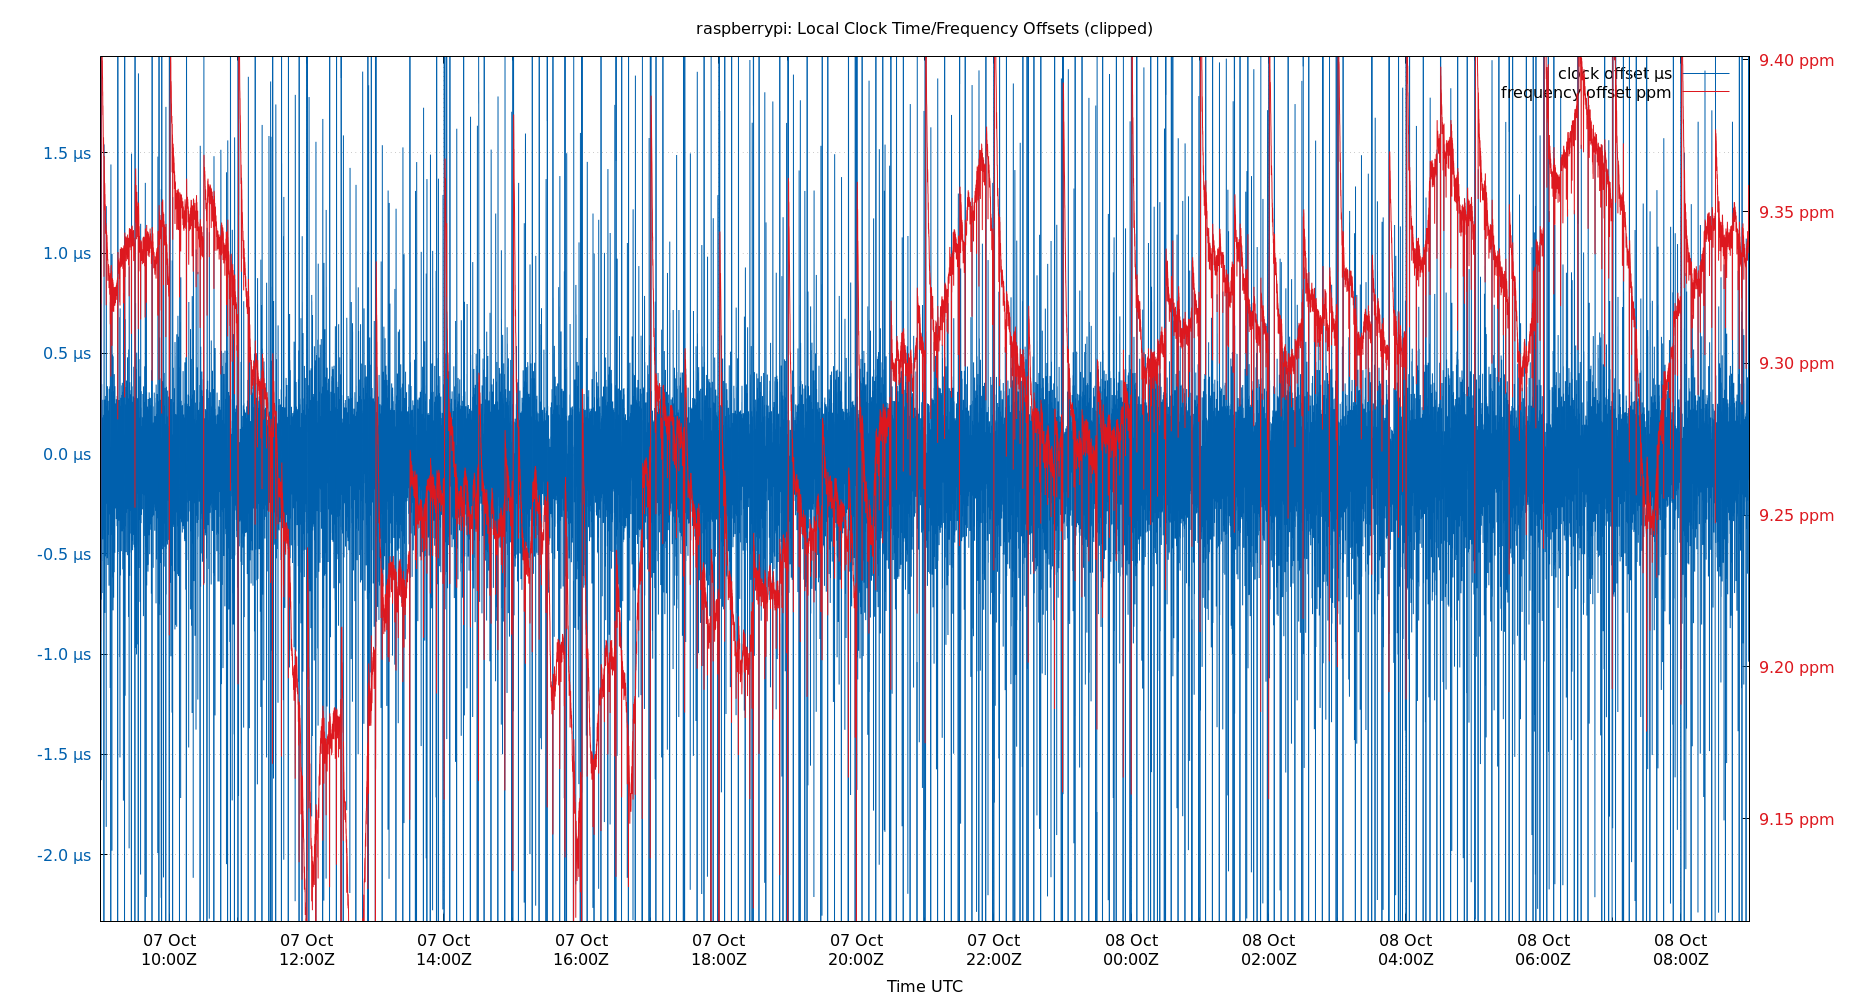 raspberrypi: Local Clock Time/Frequency Offsets (clipped)
clock offset µs
frequency offset ppm
1.5 µs
1.0 µs
0.5 µs
0.0 µs
-0.5 µs
-1.0 µs
-1.5 µs
-2.0 µs
9.40 ppm
9.35 ppm
9.30 ppm
9.25 ppm
9.20 ppm
9.15 ppm
07 Oct 07 Oct 07 Oct 07 Oct 07 Oct 07 Oct 07 Oct 08 Oct 08 Oct 08 Oct 08 Oct 08 Oct
10:00Z 12:00Z 14:00Z 16:00Z 18:00Z 20:00Z 22:00Z 00:00Z 02:00Z 04:00Z 06:00Z 08:00Z
Time UTC